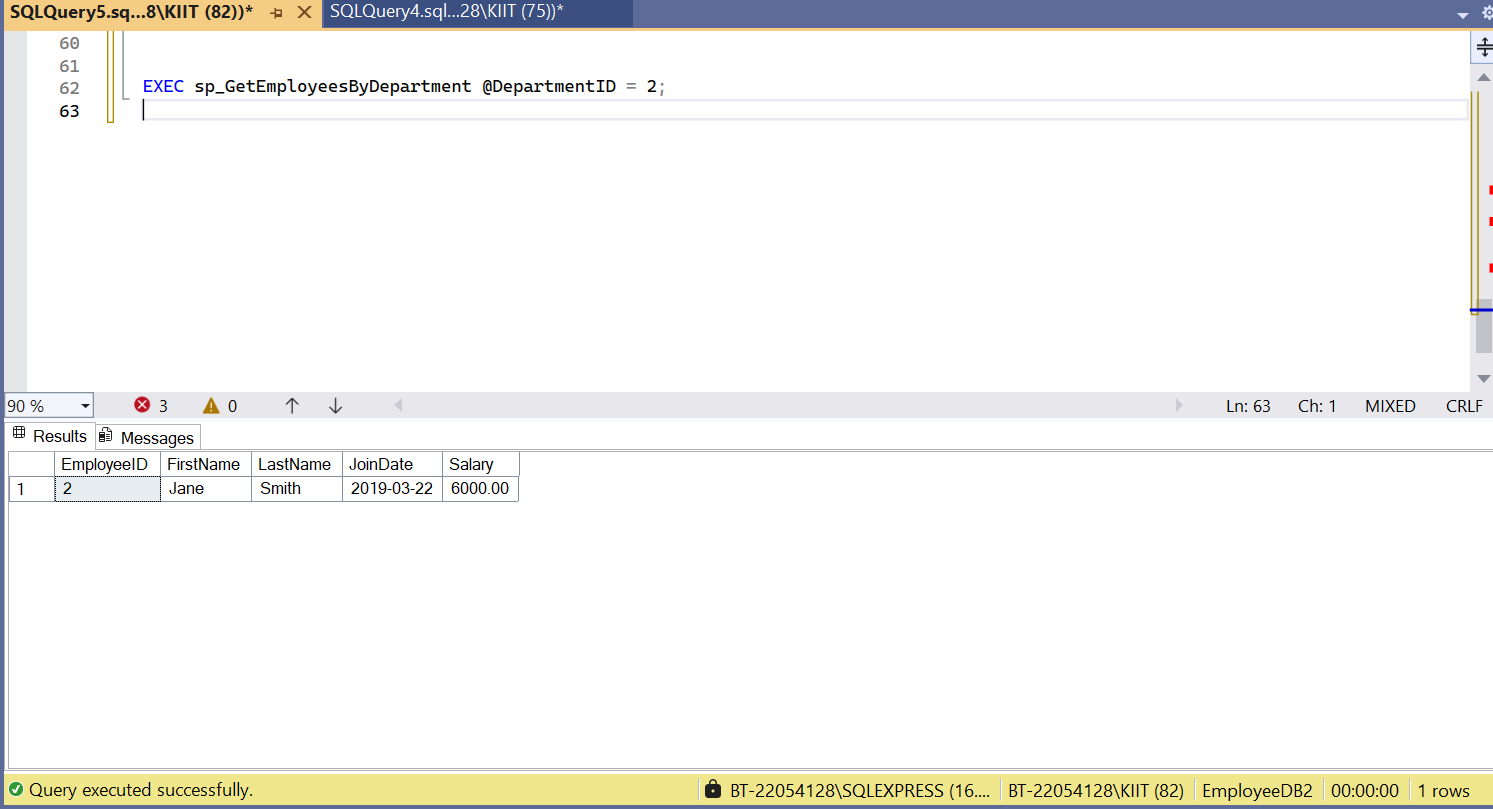 SQLQuery5.sq...8\KIIT (82))* SQLQuery4.sql...28\KIIT (75))*
60
61
62 EXEC sp_GetEmployeesByDepartment @DepartmentID = 2;
63
90 % 3 0 Ln: 63 Ch: 1 MIXED CRLF
Results Messages
EmployeeID FirstName LastName JoinDate Salary
1 2 Jane Smith 2019-03-22 6000.00
Query executed successfully. BT-22054128\SQLEXPRESS (16.... BT-22054128\KIIT (82) EmployeeDB2 00:00:00 1 rows